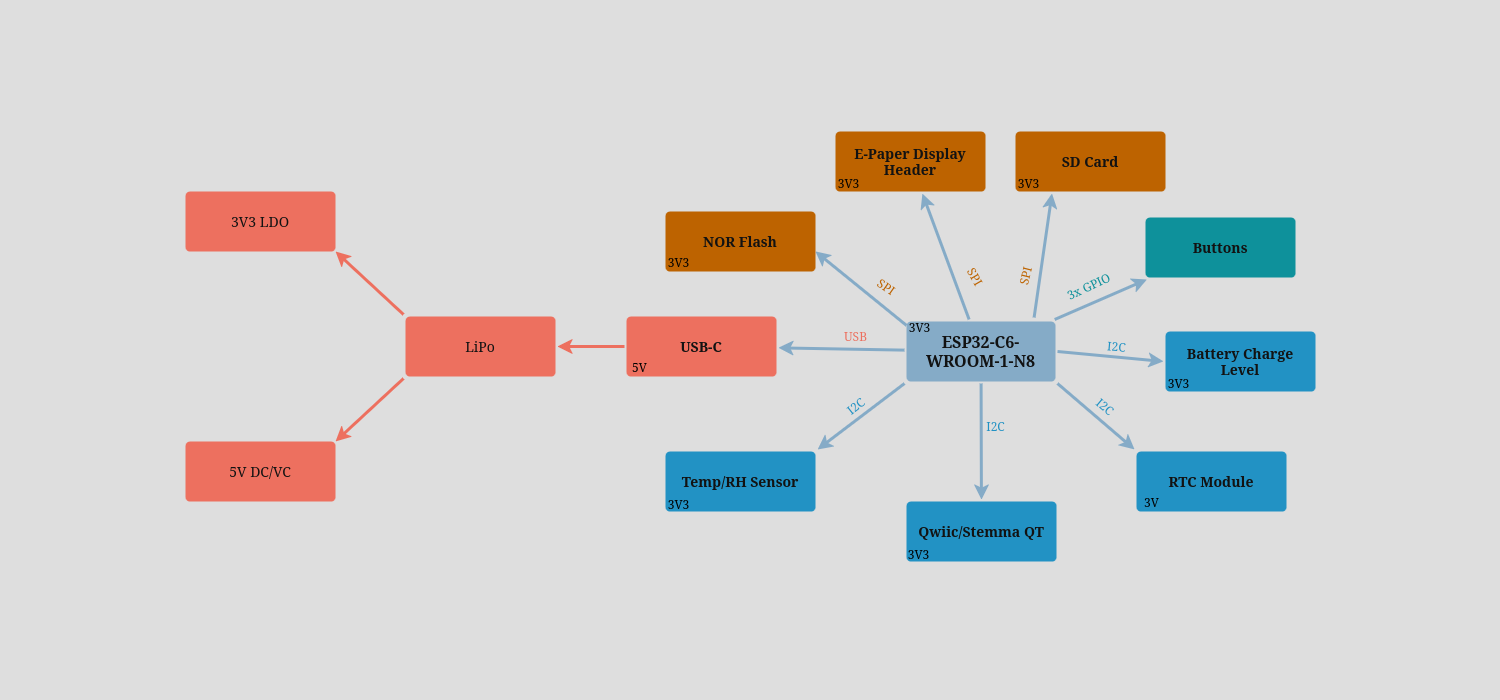 E-Paper Display
Header
3V3
SD Card
3V3
3V3 LDO
NOR Flash
3V3
Buttons
SPI
SPI
SPI
3x GPIO
3V3
ESP32-C6-
WROOM-1-N8
LiPo
USB-C
5V
USB
I2C
Battery Charge
Level
3V3
I2C
I2C
I2C
5V DC/VC
Temp/RH Sensor
3V3
RTC Module
3V
Qwiic/Stemma QT
3V3